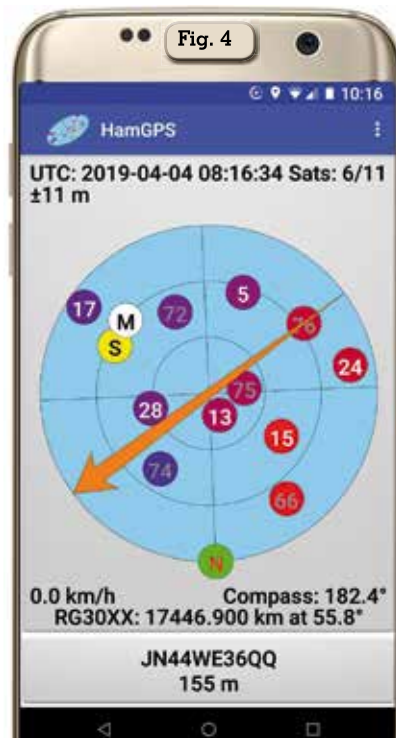 Fig. 4
10:16
HamGPS
UTC: 2019-04-04 08:16:34 Sats: 6/11
±11 m
5
17
72
M
76
S
24
75
28
13
15
74
66
N
0.0 km/h
Compass: 182.4°
RG30XX: 17446.900 km at 55.8°
JN44WE36QQ
155 m